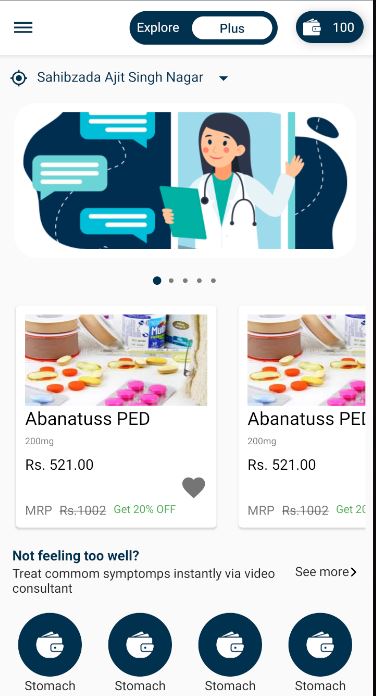 Explore
Plus
100
Sahibzada Ajit Singh Nagar
Abanatuss PED
200mg
Rs. 521.00
MRP Rs.1002 Get 20% OFF
Abanatuss PED
200mg
Rs. 521.00
MRP Rs.1002 Get 20
Not feeling too well?
Treat commom symptomps instantly via video
consultant
See more
Stomach
Stomach
Stomach
Stomach